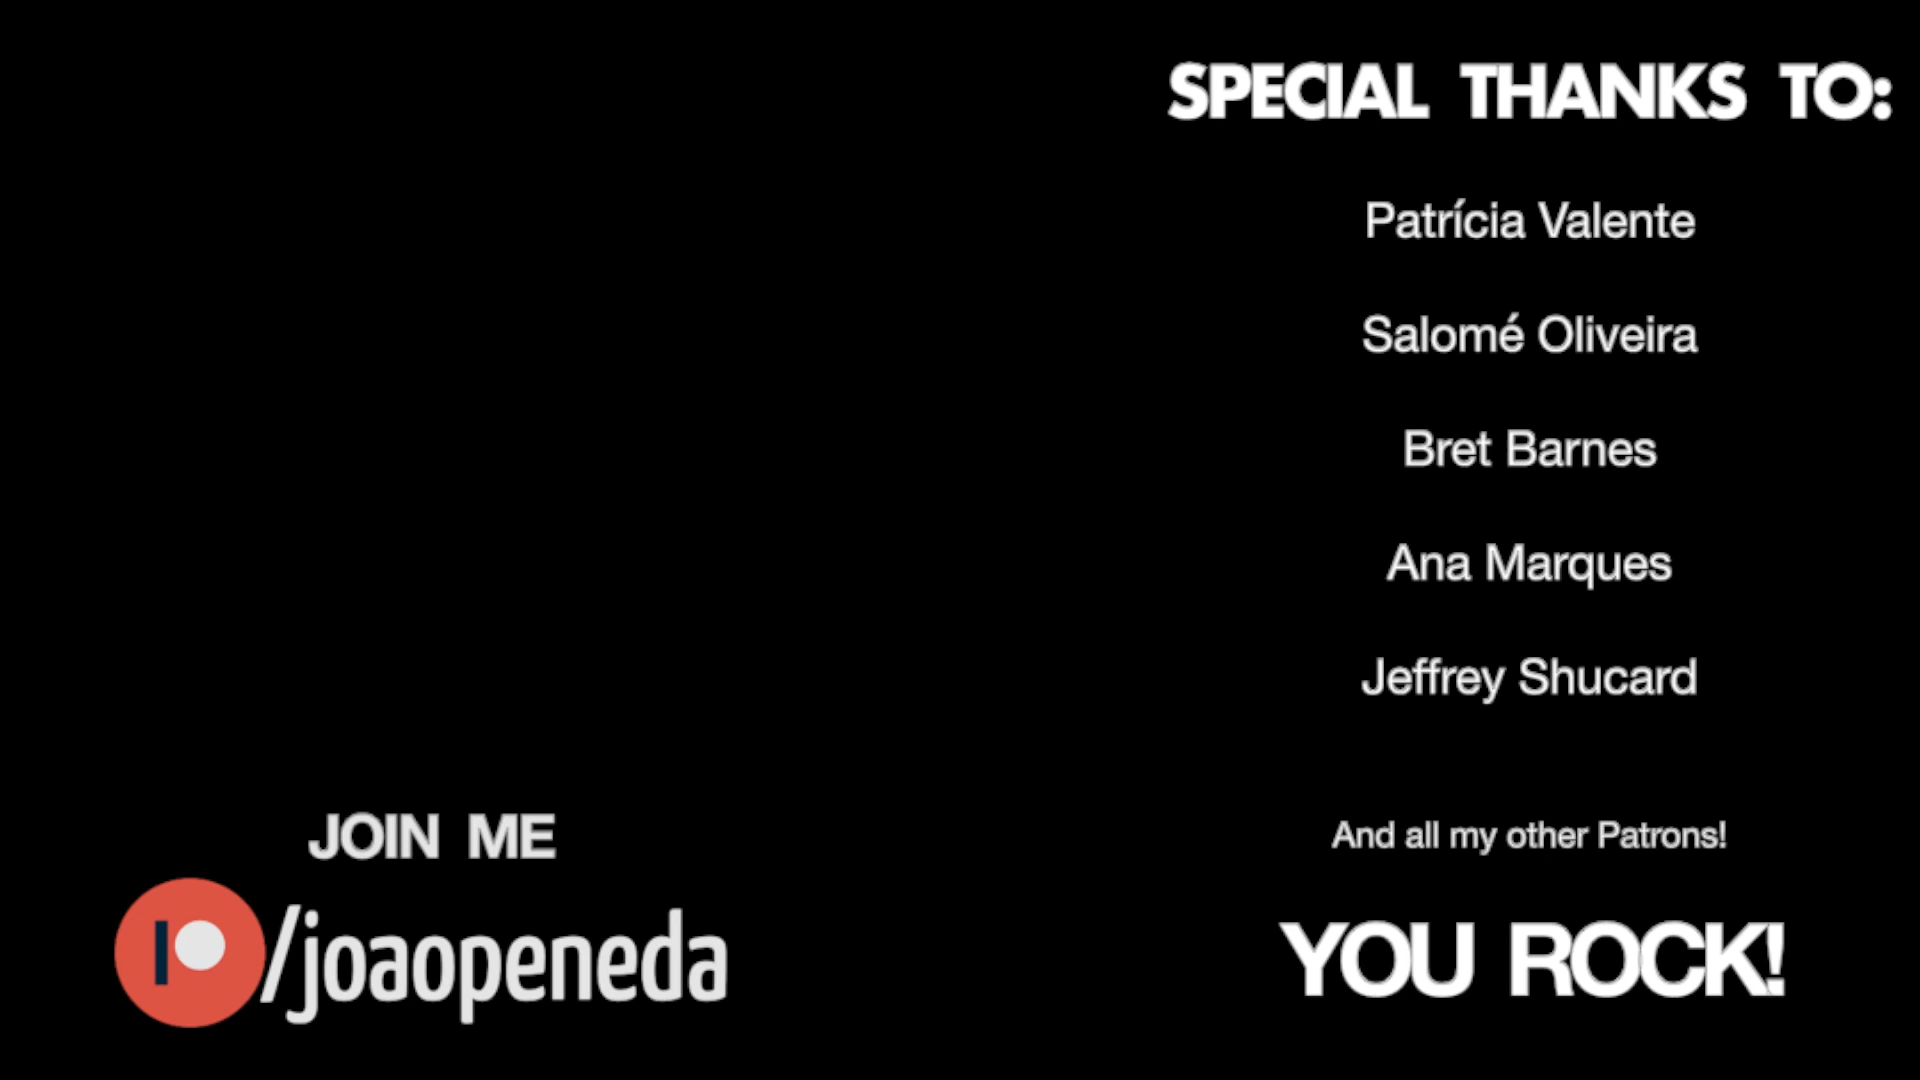 SPECIAL THANKS TO:
Patrícia Valente
Salomé Oliveira
Bret Barnes
Ana Marques
Jeffrey Shucard
And all my other Patrons!
YOU ROCK!
JOIN ME
/joaopeneda